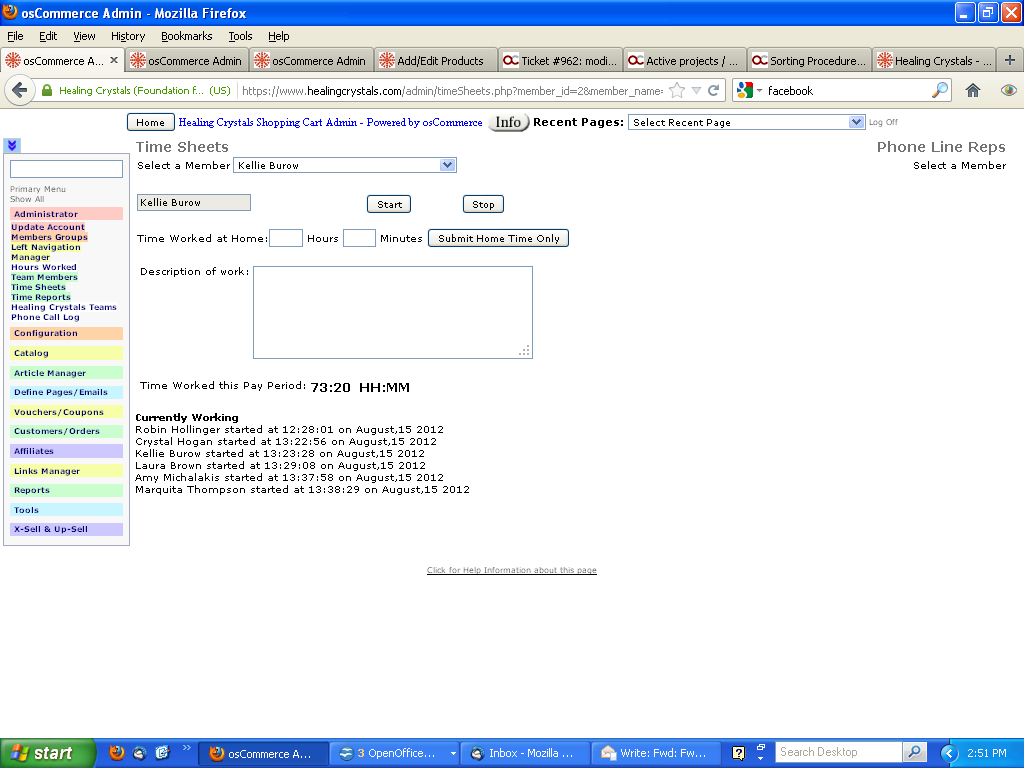 osCommerce Admin - Mozilla Firefox
File Edit View History Bookmarks Tools Help
osCommerce A... osCommerce Admin osCommerce Admin Add/Edit Products Ticket #962: modi... Active projects / ... Sorting Procedure... Healing Crystals - ...
Healing Crystals (Foundation f... (US) https://www.healingcrystals.com/admin/timeSheets.php?member_id=2&member_name= facebook
Home Healing Crystals Shopping Cart Admin - Powered by osCommerce Info Recent Pages: Select Recent Page Log Off
Time Sheets
Phone Line Reps
Select a Member Kellie Burow
Select a Member
Primary Menu
Show All
Administrator
Update Account
Members Groups
Left Navigation
Manager
Hours Worked
Team Members
Time Sheets
Time Reports
Healing Crystals Teams
Phone Call Log
Configuration
Catalog
Article Manager
Define Pages/Emails
Vouchers/Coupons
Customers/Orders
Affiliates
Links Manager
Reports
Tools
X-Sell & Up-Sell
Kellie Burow Start Stop
Time Worked at Home: Hours Minutes Submit Home Time Only
Description of work:
Time Worked this Pay Period: 73:20 HH:MM
Currently Working
Robin Hollinger started at 12:28:01 on August,15 2012
Crystal Hogan started at 13:22:56 on August,15 2012
Kellie Burow started at 13:23:28 on August,15 2012
Laura Brown started at 13:29:08 on August,15 2012
Amy Michalakis started at 13:37:58 on August,15 2012
Marquita Thompson started at 13:38:29 on August,15 2012
Click for Help Information about this page
start osCommerce A... 3 OpenOffice... Inbox - Mozilla ... Write: Fwd: Fw... Search Desktop 2:51 PM